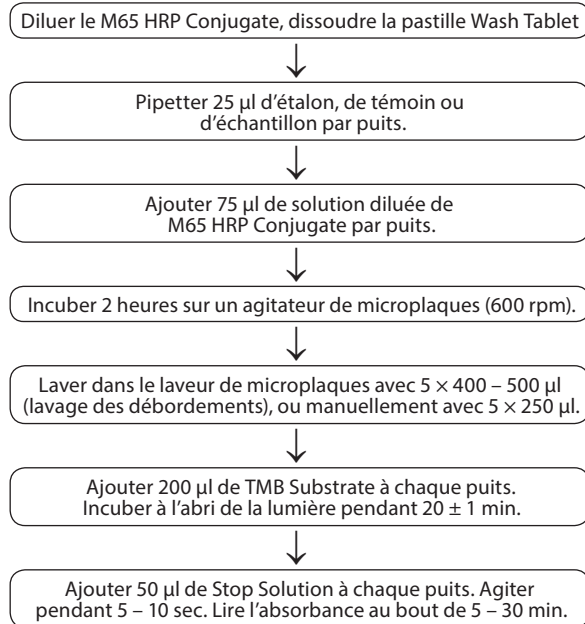 Diluer le M65 HRP Conjugate, dissoudre la pastille Wash Tablet
Pipetter 25 µl d’étalon, de témoin ou
d’échantillon par puits.
Ajouter 75 µl de solution diluée de
M65 HRP Conjugate par puits.
Incuber 2 heures sur un agitateur de microplaques (600 rpm).
Laver dans le laveur de microplaques avec 5 × 400 – 500 µl
(lavage des débordements), ou manuellement avec 5 × 250 µl.
Ajouter 200 µl de TMB Substrate à chaque puits.
Incuber à l’abri de la lumière pendant 20 ± 1 min.
Ajouter 50 µl de Stop Solution à chaque puits. Agiter
pendant 5 – 10 sec. Lire l’absorbance au bout de 5 – 30 min.